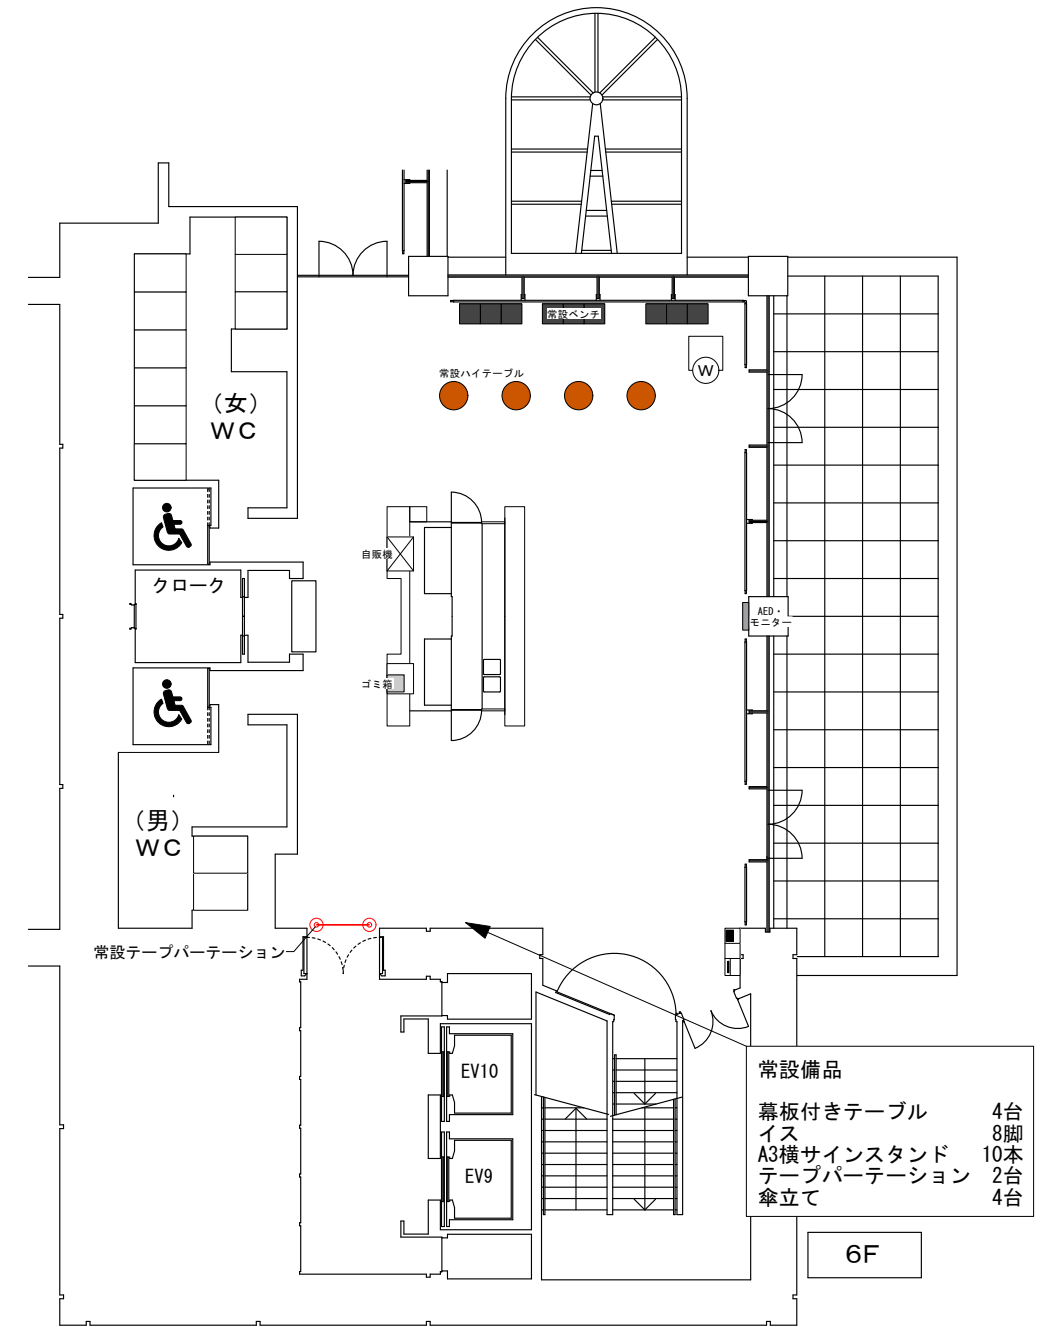 常設ベンチ
常設ハイテーブル
W
（女）
ＷＣ
自販機
クローク
AED・
モニター
ゴミ箱
（男）
ＷＣ
常設テープパーテーション
EV10
EV9
常設備品
幕板付きテーブル 4台
イス 8脚
A3横サインスタンド 10本
テープパーテーション 2台
傘立て 4台
6F